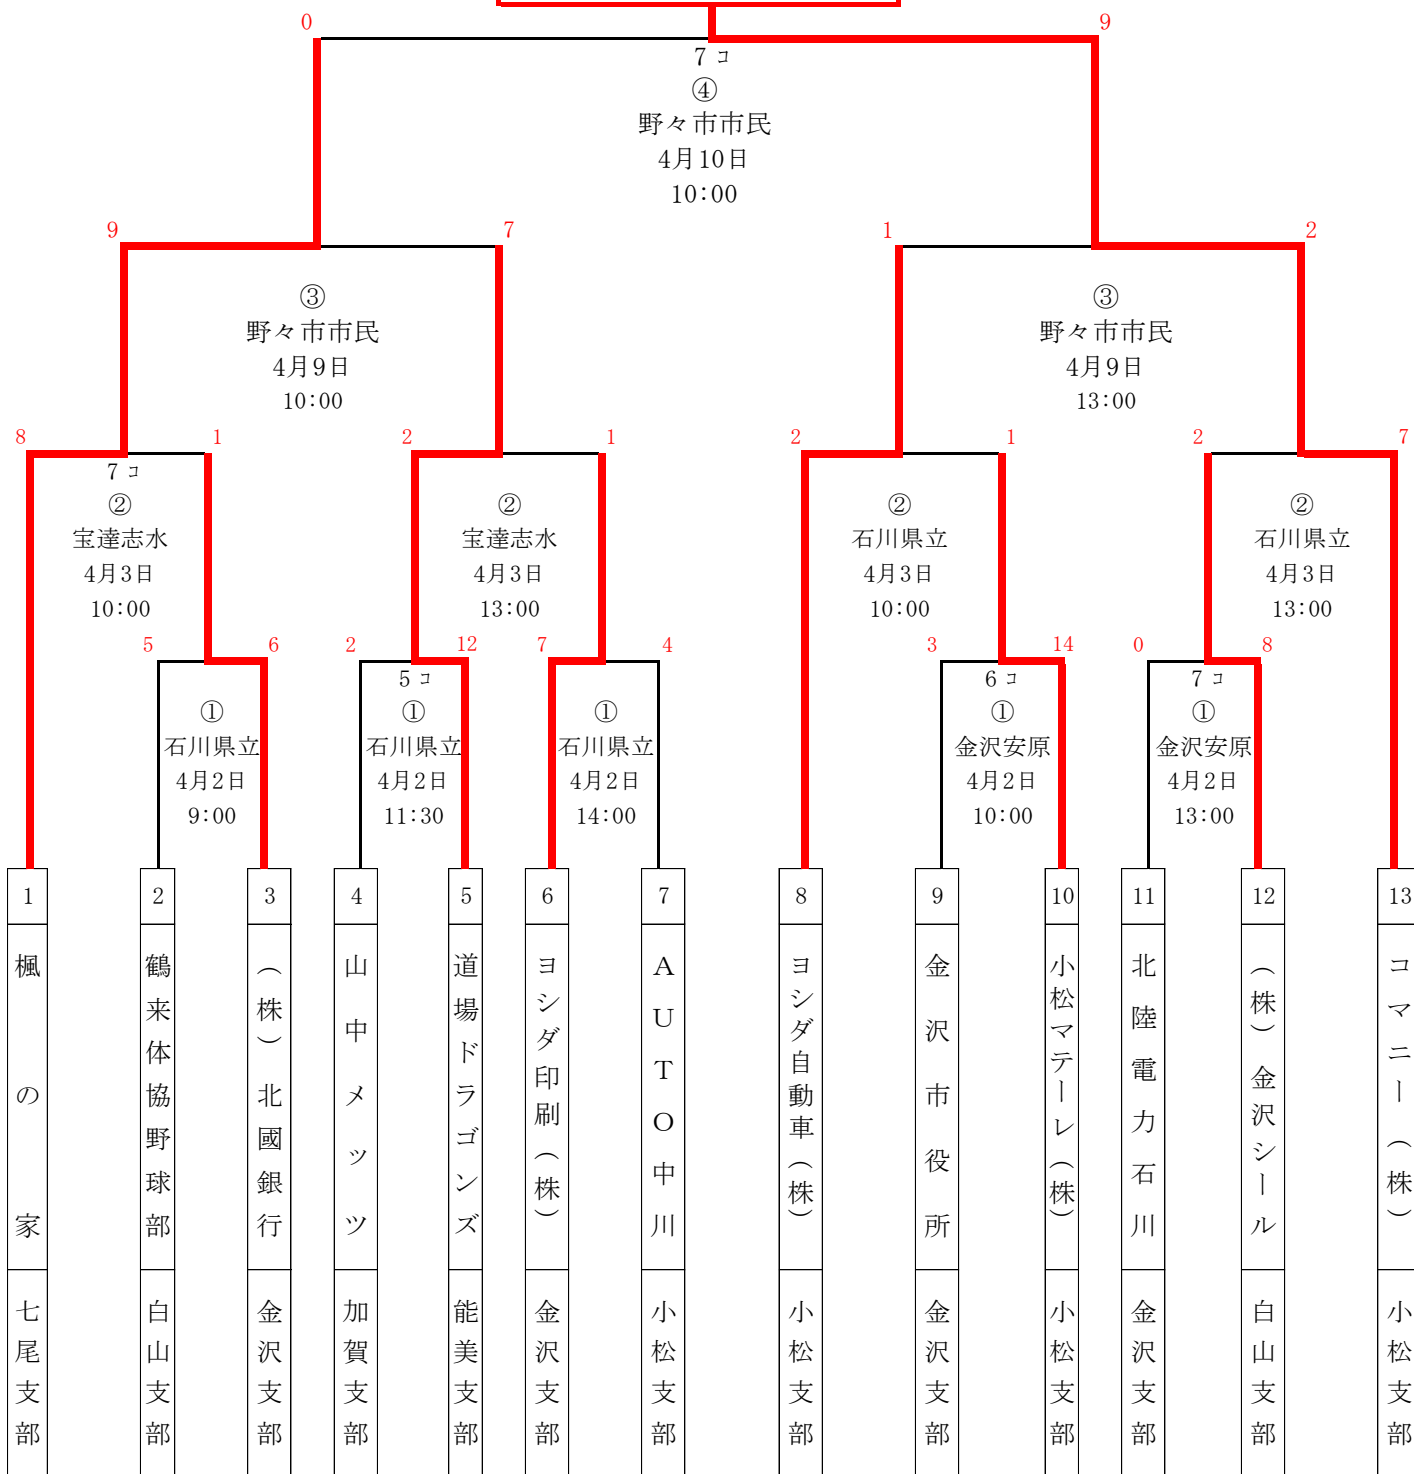 0 9
7コ
④
野々市市民
4月10日
10:00
9 7 1 2
③ ③
野々市市民 野々市市民
4月9日 4月9日
10:00 13:00
8 1 2 1 2 1 2 7
7コ
② ② ② ②
宝達志水 宝達志水 石川県立 石川県立
4月3日 4月3日 4月3日 4月3日
10:00 13:00 10:00 13:00
5 6 2 12 7 4 3 14 0 8
5コ 6コ 7コ
① ① ① ① ①
石川県立 石川県立 石川県立 金沢安原 金沢安原
4月2日 4月2日 4月2日 4月2日 4月2日
9:00 11:30 14:00 10:00 13:00
1 2 3 4 5 6 7 8 9 10 11 12 13
楓の家
鶴来体協野球部
(株)北國銀行
山中メッツ
道場ドラゴンズ
ヨシダ印刷(株)
AUTO中川
ヨシダ自動車(株)
金沢市役所
小松マテーレ(株)
北陸電力石川
(株)金沢シール
コマニー(株)
七尾支部
白山支部
金沢支部
加賀支部
能美支部
金沢支部
小松支部
小松支部
金沢支部
小松支部
金沢支部
白山支部
小松支部